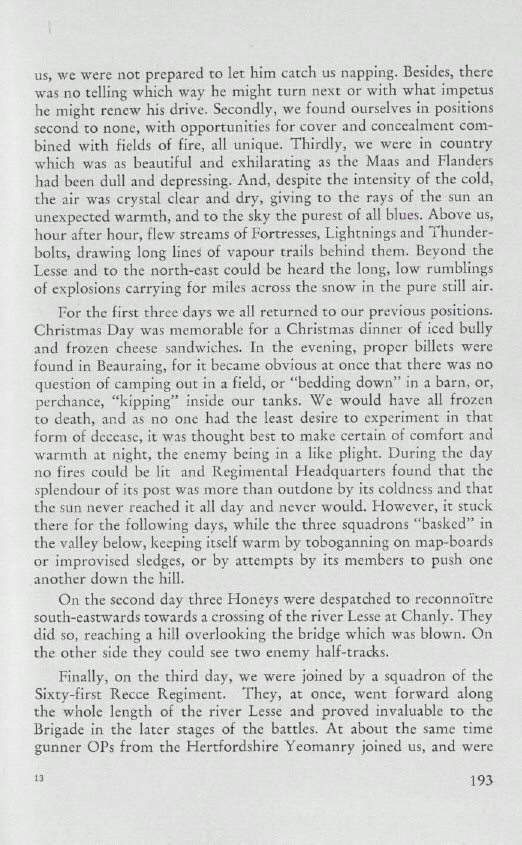 us, we were not prepared to let him catch us napping. Besides, there
was no telling which way he might turn next or with what impetus
he might renew his drive. Secondly, we found ourselves in positions
second to none, with opportunities for cover and concealment com-
bined with fields of fire, all unique. Thirdly, we were in country
which was as beautiful and exhilarating as the Maas and Flanders
had been dull and depressing. And, despite the intensity of the cold,
the air was crystal clear and dry, giving to the rays of the sun an
unexpected warmth, and to the sky the purest of all blues. Above us,
hour after hour, flew streams of Fortresses, Lightnings and Thunder-
bolts, drawing long lines of vapour trails behind them. Beyond the
Lesse and to the north-east could be heard the long, low rumblings
of explosions carrying for miles across the snow in the pure still air.
For the first three days we all returned to our previous positions.
Christmas Day was memorable for a Christmas dinner of iced bully
and frozen cheese sandwiches. In the evening, proper billets were
found in Beauraing, for it became obvious at once that there was no
question of camping out in a field, or "bedding down" in a barn, or,
perchance, "kipping" inside our tanks. We would have all frozen
to death, and as no one had the least desire to experiment in that
form of decease, it was thought best to make certain of comfort and
warmth at night, the enemy being in a like plight. During the day
no fires could be lit and Regimental Headquarters found that the
splendour of its post was more than outdone by its coldness and that
the sun never reached it all day and never would. However, it stuck
there for the following days, while the three squadrons "basked" in
the valley below, keeping itself warm by toboganning on map-boards
or improvised sledges, or by attempts by its members to push one
another down the hill.
On the second day three Honeys were despatched to reconnoître
south-eastwards towards a crossing of the river Lesse at Chanly. They
did so, reaching a hill overlooking the bridge which was blown. On
the other side they could see two enemy half-tracks.
Finally, on the third day, we were joined by a squadron of the
Sixty-first Recce Regiment. They, at once, went forward along
the whole length of the river Lesse and proved invaluable to the
Brigade in the later stages of the battles. At about the same time
gunner OPs from the Hertfordshire Yeomanry joined us, and were
13 193